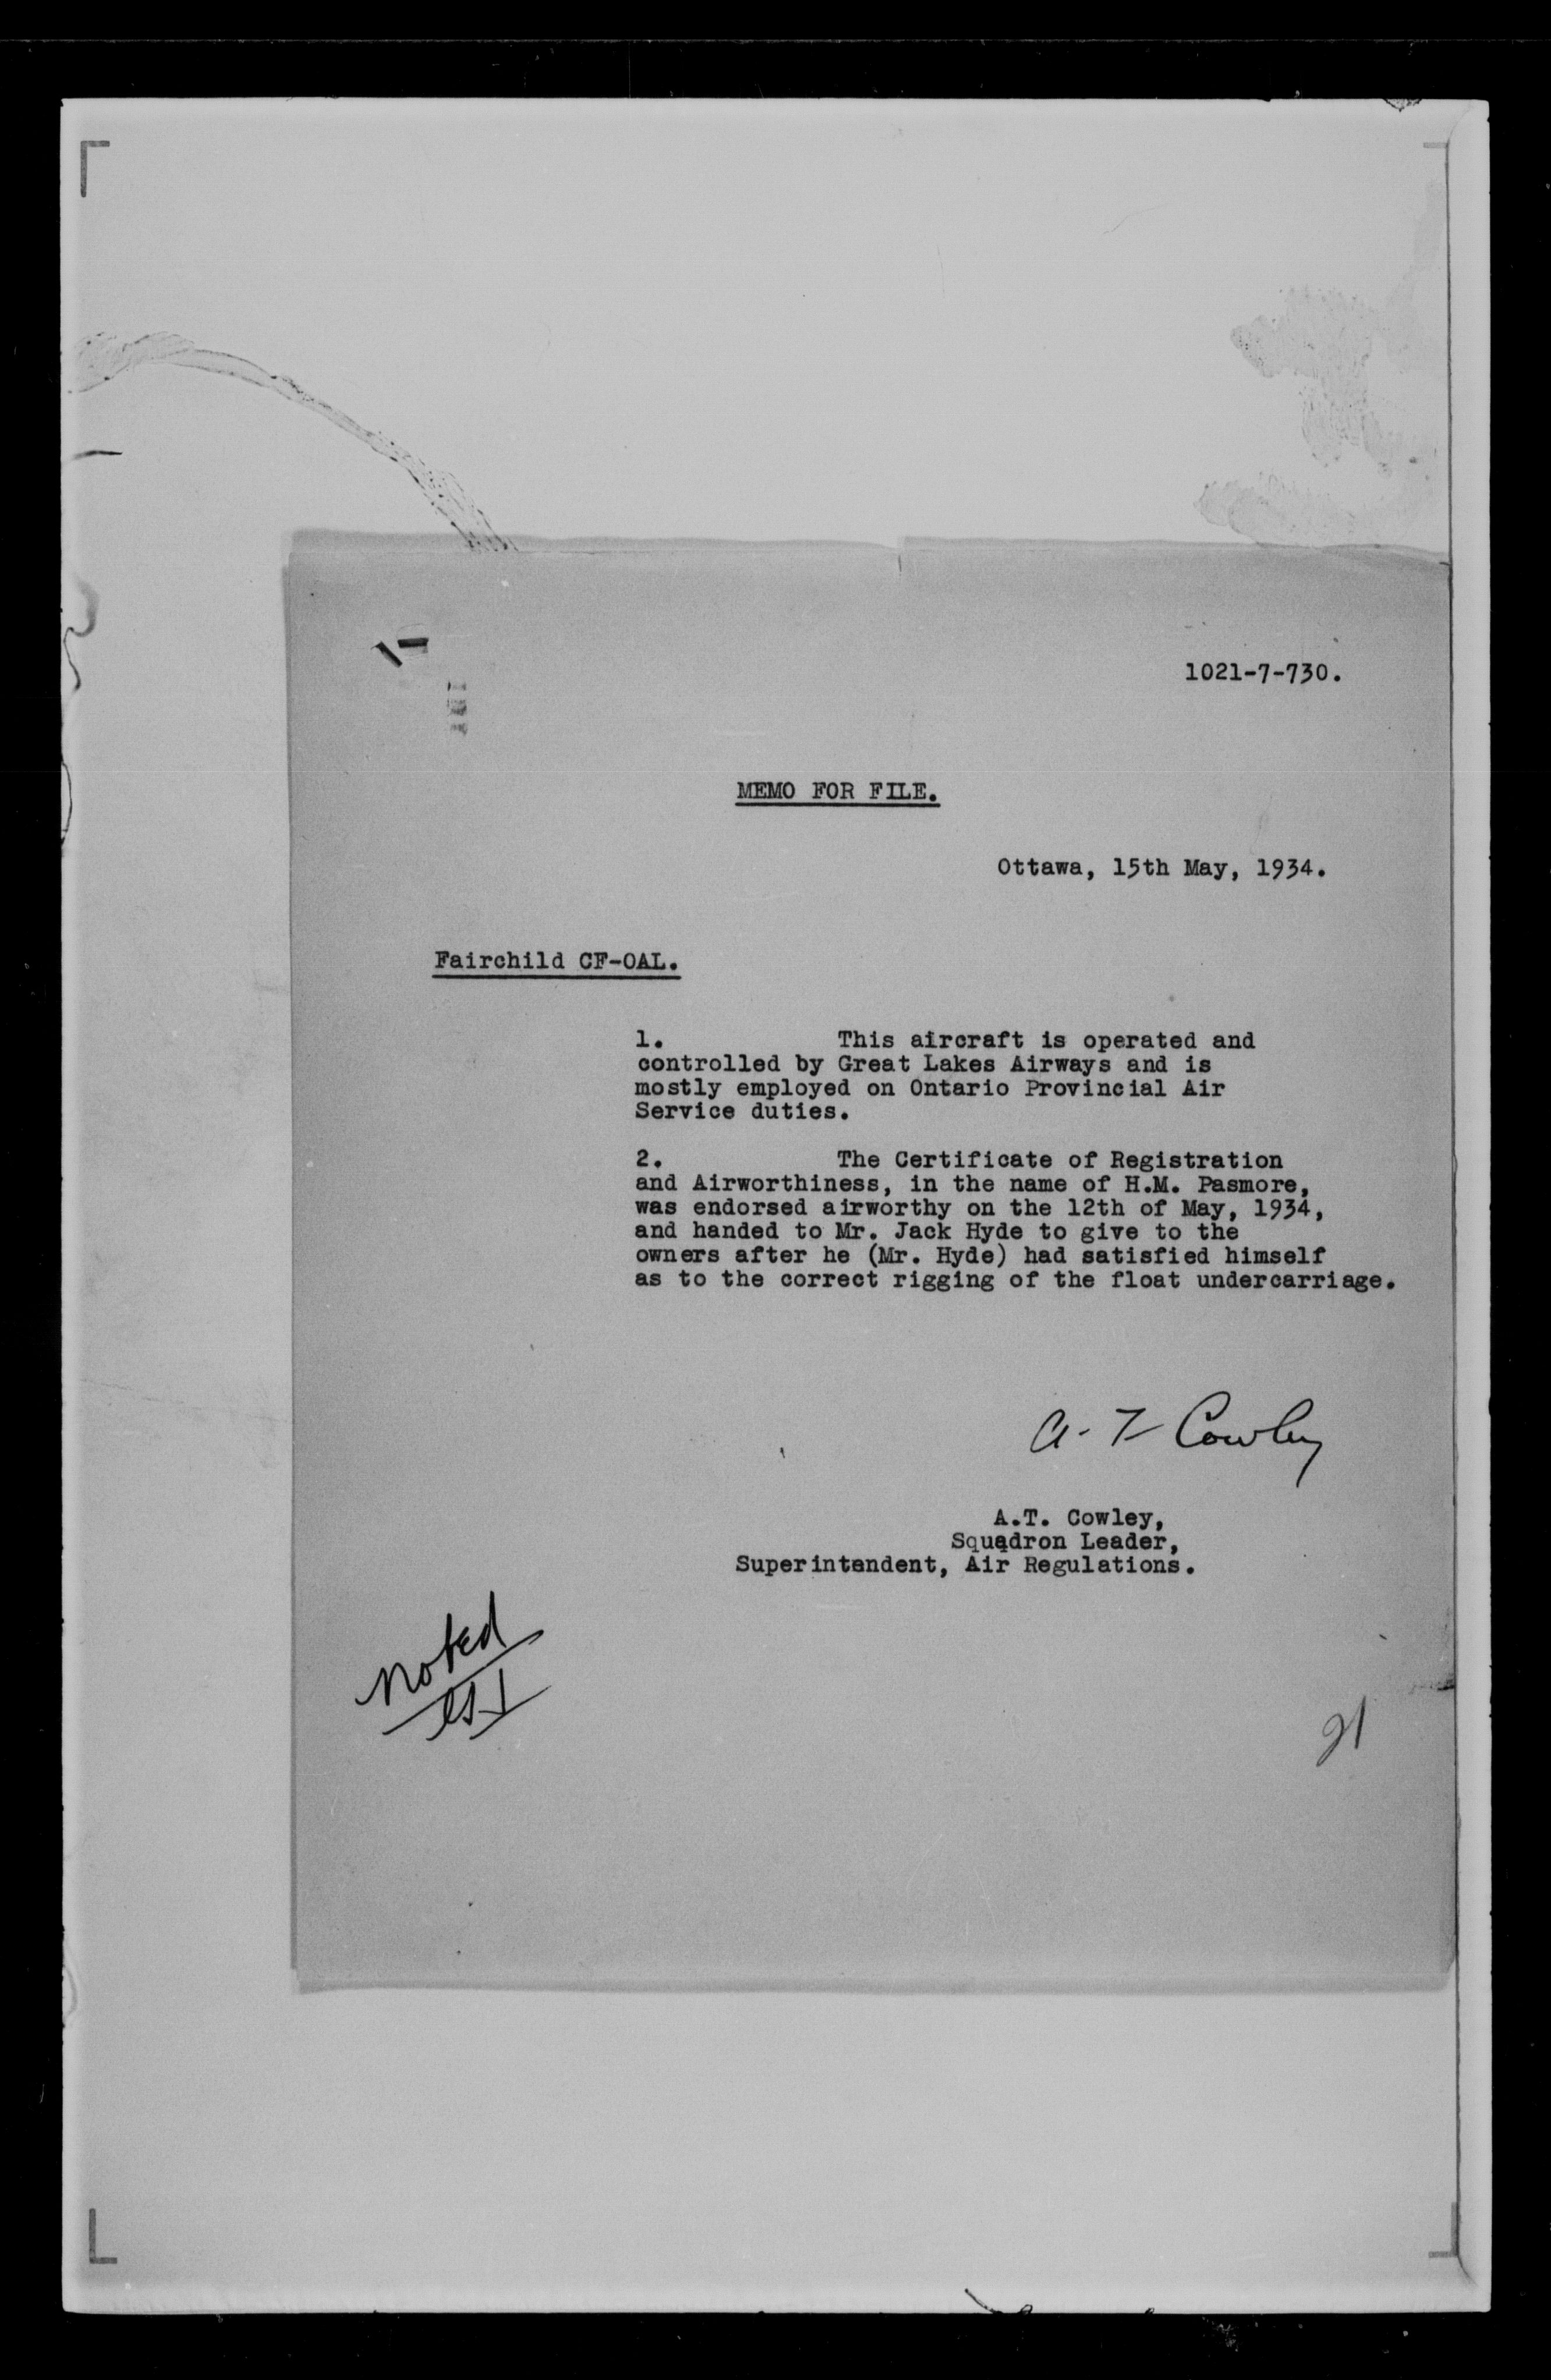 1021-7-730.
MEMO FOR FILE.
Ottawa, 15th May, 1934.
Fairchild CF-OAL.
1. This aircraft is operated and
controlled by Great Lakes Airways and is
mostly employed on Ontario Provincial Air
Service duties.
2. The Certificate of Registration
and Airworthiness, in the name of H.M. Pasmore,
was endorsed airworthy on the 12th of May, 1934,
and handed to Mr. Jack Hyde to give to the
owners after he (Mr. Hyde) had satisfied himself
as to the correct rigging of the float undercarriage.
A. T. Cowley
A.T. Cowley,
Squadron Leader,
Superintendent, Air Regulations.
Noted
21